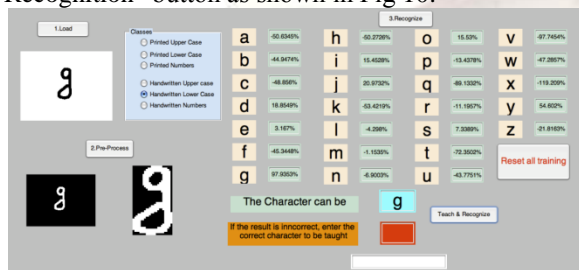 Recognition" button as shown in Fig 10.
1.Load
Classes
Printed Upper Case
Printed Lower Case
Printed Numbers
Handwritten Upper case
Handwritten Lower Case
Handwritten Numbers
2.Pre-Process
3.Recognize
a -50.6345% h -50.2726% o 15.53% v -97.7454%
b -44.9474% i 15.4528% p -13.4378% w -47.2857%
c -48.656% j 20.9732% q -89.1332% x -119.209%
d 18.8549% k -53.4219% r -11.1957% y 54.602%
e 3.167% l -4.298% s 7.3389% z -21.8163%
f -45.3448% m -1.1535% t -72.3502% Reset all training
g 97.9353% n -6.9003% u -43.7751%
The Character can be g
Teach & Recognize
If the result is inncorrect, enter the
correct character to be taught